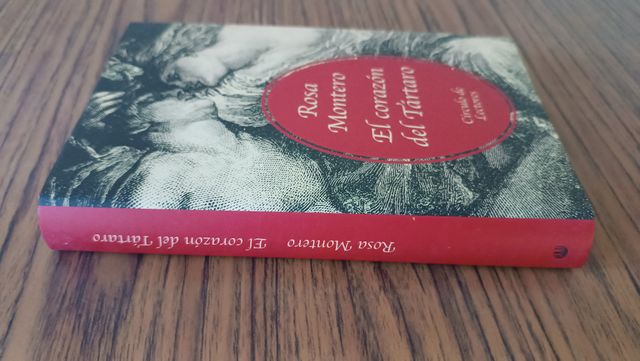 Rosa
Montero
El corazón
del Tártaro
Círculo de
Lectores
Rosa Montero El corazón del Tártaro